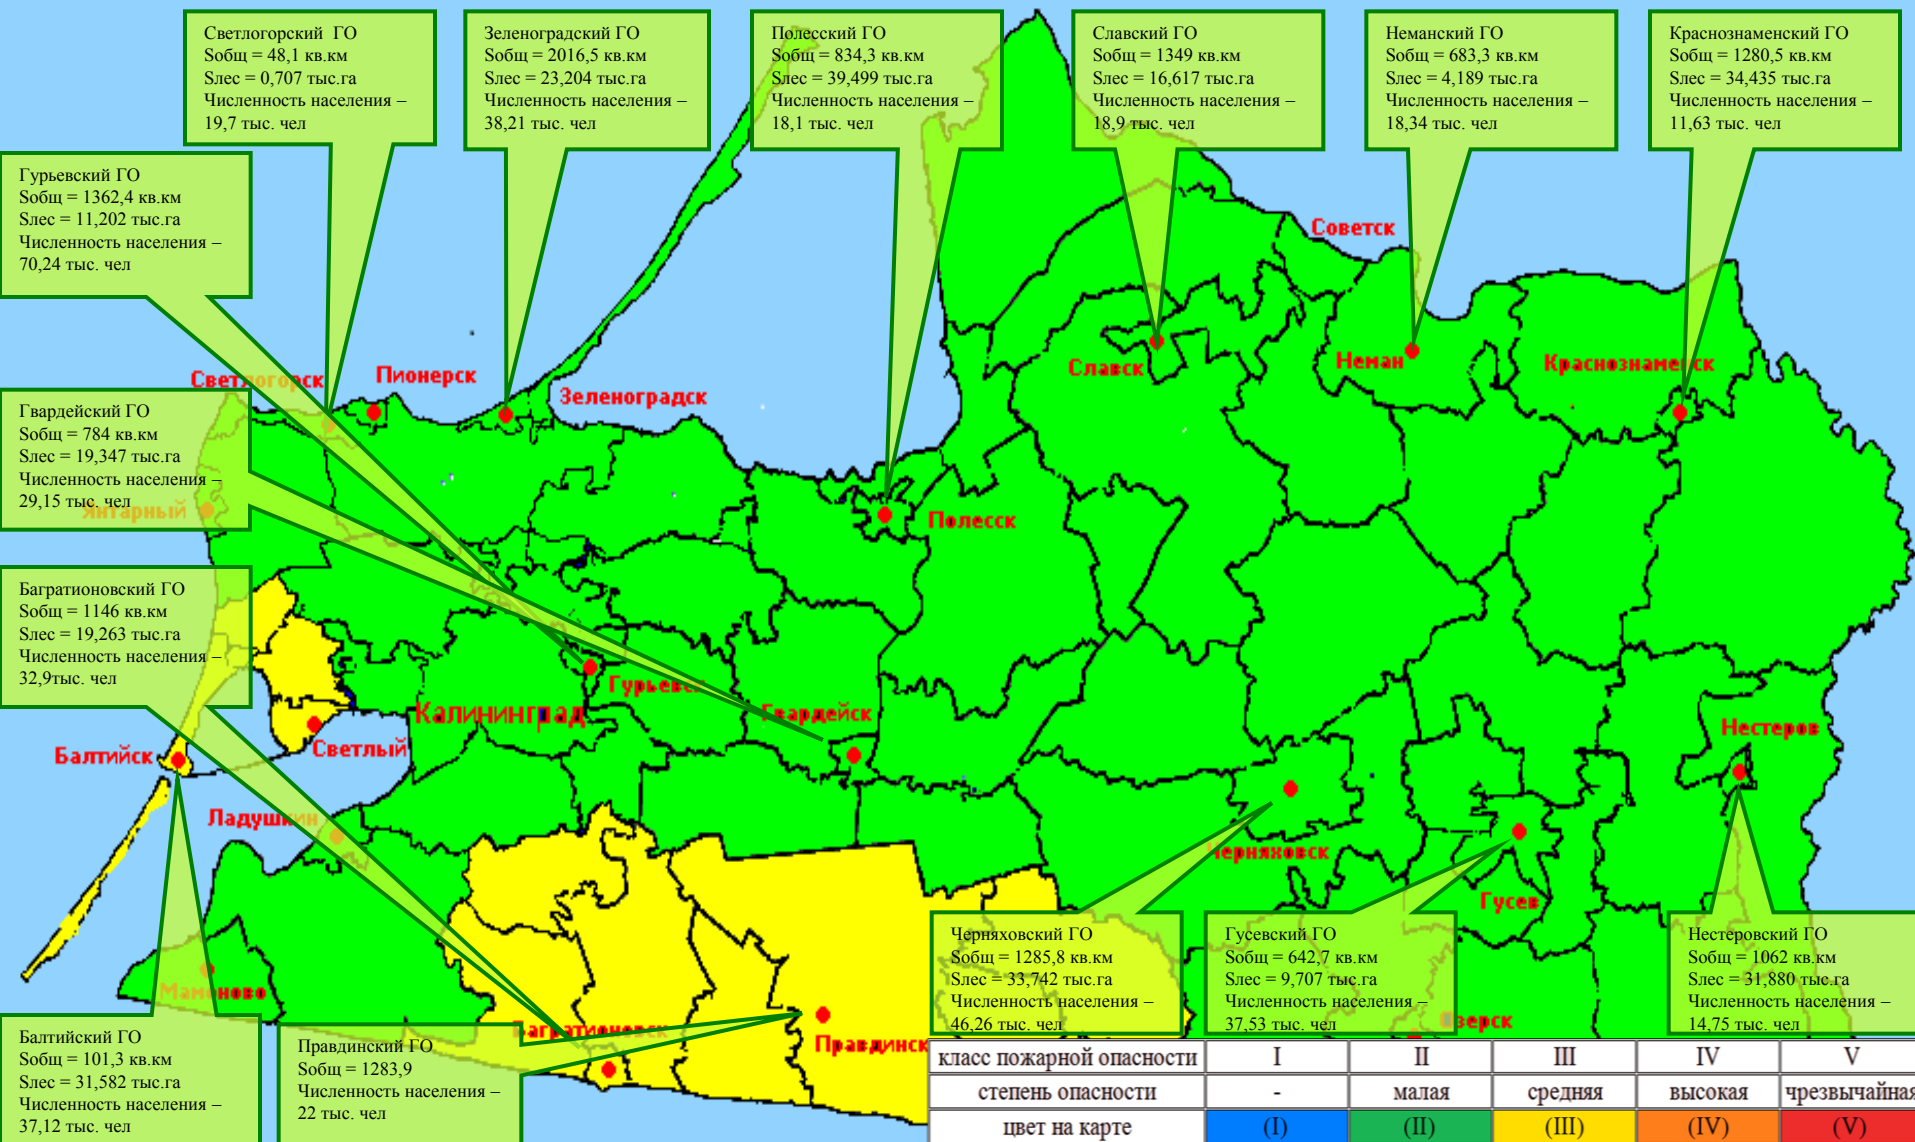 Светлогорский ГО
Sобщ = 48,1 кв.км
Sлес = 0,707 тыс.га
Численность населения –
19,7 тыс. чел
Зеленоградский ГО
Sобщ = 2016,5 кв.км
Sлес = 23,204 тыс.га
Численность населения –
38,21 тыс. чел
Полесский ГО
Sобщ = 834,3 кв.км
Sлес = 39,499 тыс.га
Численность населения –
18,1 тыс. чел
Славский ГО
Sобщ = 1349 кв.км
Sлес = 16,617 тыс.га
Численность населения –
18,9 тыс. чел
Неманский ГО
Sобщ = 683,3 кв.км
Sлес = 4,189 тыс.га
Численность населения –
18,34 тыс. чел
Краснознаменский ГО
Sобщ = 1280,5 кв.км
Sлес = 34,435 тыс.га
Численность населения –
11,63 тыс. чел
Гурьевский ГО
Sобщ = 1362,4 кв.км
Sлес = 11,202 тыс.га
Численность населения –
70,24 тыс. чел
Советск
Светлогорск
Пионерск
Зеленоградск
Славск
Неман
Краснознаменск
Гвардейский ГО
Sобщ = 784 кв.км
Sлес = 19,347 тыс.га
Численность населения –
29,15 тыс. чел
Янтарный
Полесск
Багратионовский ГО
Sобщ = 1146 кв.км
Sлес = 19,263 тыс.га
Численность населения –
32,9тыс. чел
Гурьевск
Калининград
Гвардейск
Нестеров
Балтийск
Светлый
Ладушкин
Черняховск
Гусев
Мамоново
Багратионовск
Правдинск
Озерск
Черняховский ГО
Sобщ = 1285,8 кв.км
Sлес = 33,742 тыс.га
Численность населения –
46,26 тыс. чел
Гусевский ГО
Sобщ = 642,7 кв.км
Sлес = 9,707 тыс.га
Численность населения –
37,53 тыс. чел
Нестеровский ГО
Sобщ = 1062 кв.км
Sлес = 31,880 тыс.га
Численность населения –
14,75 тыс. чел
Балтийский ГО
Sобщ = 101,3 кв.км
Sлес = 31,582 тыс.га
Численность населения –
37,12 тыс. чел
Правдинский ГО
Sобщ = 1283,9
Численность населения –
22 тыс. чел
класс пожарной опасности I II III IV V
степень опасности - малая средняя высокая чрезвычайная
цвет на карте (I) (II) (III) (IV) (V)